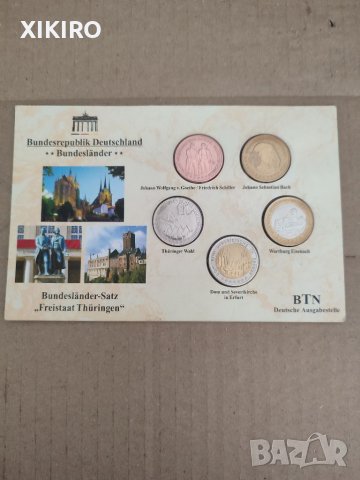 XIKIRO
Bundesrepublik Deutschland
** Bundesländer **
Johann Wolfgang v. Goethe / Friedrich Schiller
Johann Sebastian Bach
Thüringer Wald
Wartburg Eisenach
Dom und Severikirche
in Erfurt
Bundesländer-Satz
„Freistaat Thüringen"
BTN
Deutsche Ausgabestelle
BAZAR